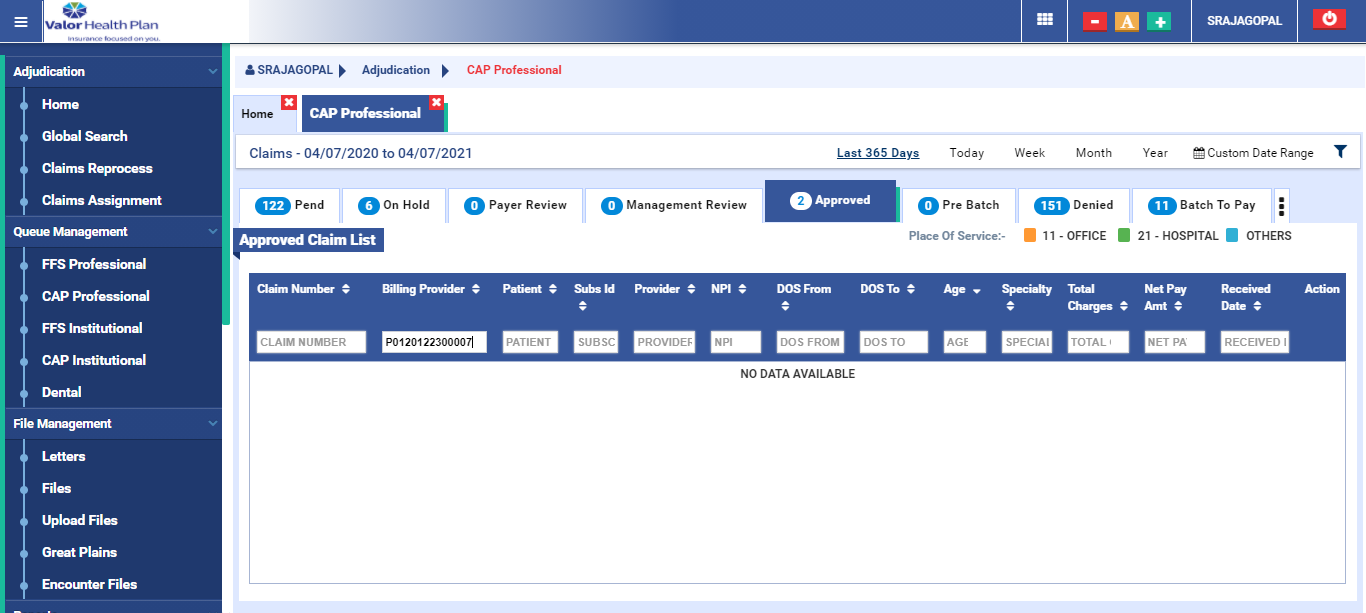 Valor Health Plan
Insurance focused on you.
A
SRAJAGOPAL
Adjudication
Home
Global Search
Claims Reprocess
Claims Assignment
Queue Management
FFS Professional
CAP Professional
FFS Institutional
CAP Institutional
Dental
File Management
Letters
Files
Upload Files
Great Plains
Encounter Files
SRAJAGOPAL Adjudication CAP Professional
Home CAP Professional
Claims - 04/07/2020 to 04/07/2021 Last 365 Days Today Week Month Year Custom Date Range
122 Pend 6 On Hold 0 Payer Review 0 Management Review 2 Approved 0 Pre Batch 151 Denied 11 Batch To Pay
Approved Claim List Place Of Service:- 11 - OFFICE 21 - HOSPITAL OTHERS
Claim Number Billing Provider Patient Subs Id Provider NPI DOS From DOS To Age Specialty Total Charges Net Pay Amt Received Date Action
CLAIM NUMBER P0120122300007 PATIENT SUBSC PROVIDER NPI DOS FROM DOS TO AGE SPECIAL TOTAL NET PA RECEIVED
NO DATA AVAILABLE